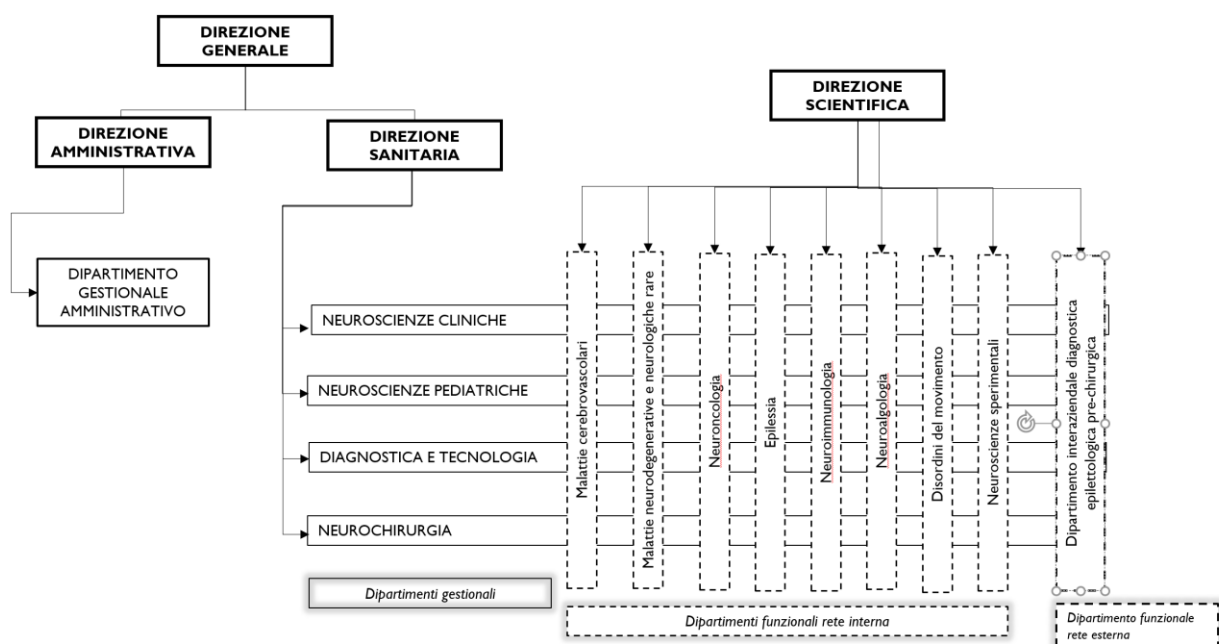 DIREZIONE
GENERALE
DIREZIONE
SCIENTIFICA
DIREZIONE
AMMINISTRATIVA
DIREZIONE
SANITARIA
DIPARTIMENTO
GESTIONALE
AMMINISTRATIVO
NEUROSCIENZE CLINICHE
NEUROSCIENZE PEDIATRICHE
DIAGNOSTICA E TECNOLOGIA
NEUROCHIRURGIA
Malattie cerebrovascolari
Malattie neurodegenerative e neurologiche rare
Neuroncologia
Epilessia
Neuroimmunologia
Neuroalgologia
Disordini del movimento
Neuroscienze sperimentali
Dipartimento interaziendale diagnostica
epilettologica pre-chirurgica
Dipartimenti gestionali
Dipartimenti funzionali rete interna
Dipartimento funzionale
rete esterna